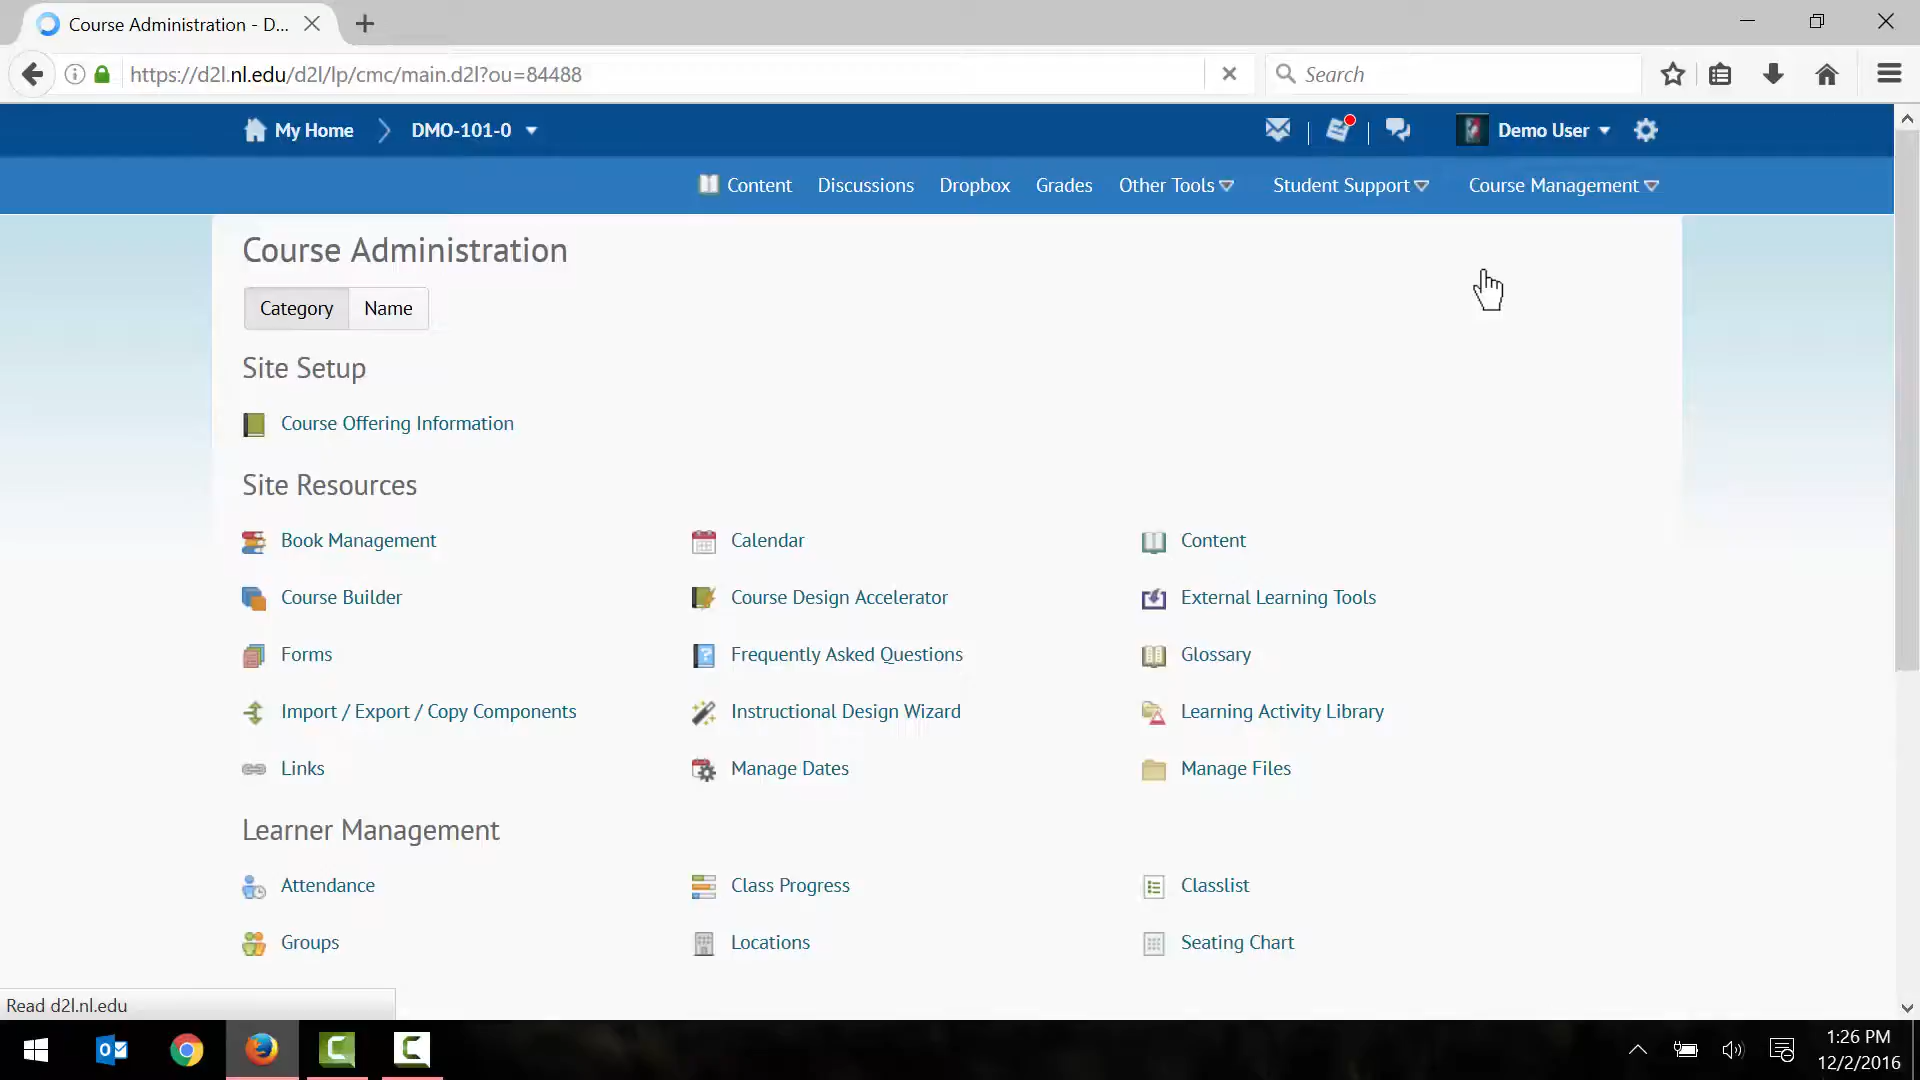 Course Administration - D...
https://d2l.nl.edu/d2l/lp/cmc/main.d2l?ou=84488
Search
My Home
DMO-101-0
Demo User
Content
Discussions
Dropbox
Grades
Other Tools
Student Support
Course Management
Course Administration
Category
Name
Site Setup
Course Offering Information
Site Resources
Book Management
Calendar
Content
Course Builder
Course Design Accelerator
External Learning Tools
Forms
Frequently Asked Questions
Glossary
Import / Export / Copy Components
Instructional Design Wizard
Learning Activity Library
Links
Manage Dates
Manage Files
Learner Management
Attendance
Class Progress
Classlist
Groups
Locations
Seating Chart
Read d2l.nl.edu
1:26 PM
12/2/2016